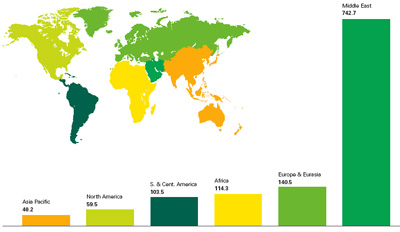 Middle East
742.7
Asia Pacific
40.2
North America
59.5
S. & Cent. America
103.5
Africa
114.3
Europe & Eurasia
140.5